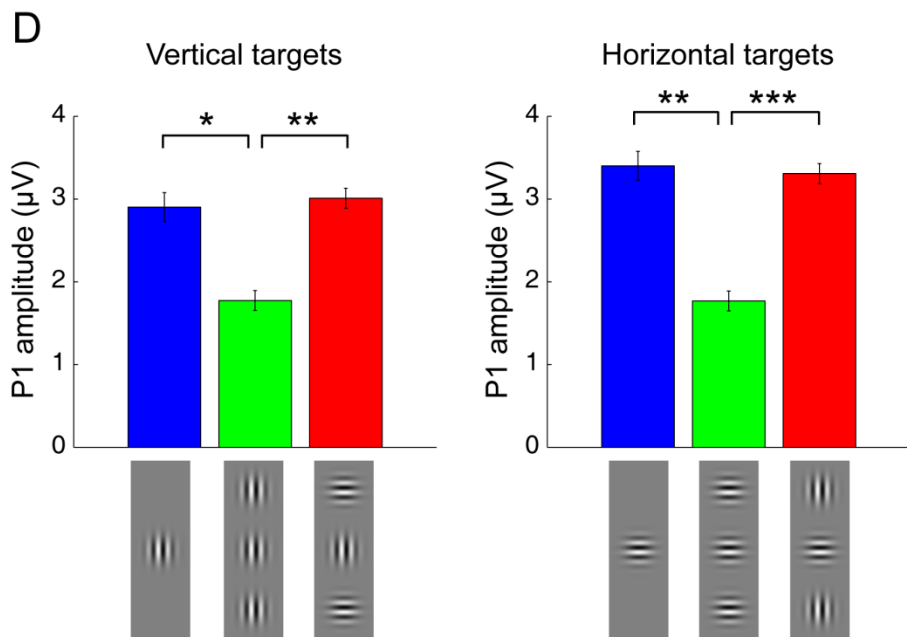 D
Vertical targets
P1 amplitude (µV)
4
3
2
1
0
* **
Horizontal targets
P1 amplitude (µV)
4
3
2
1
0
** ***